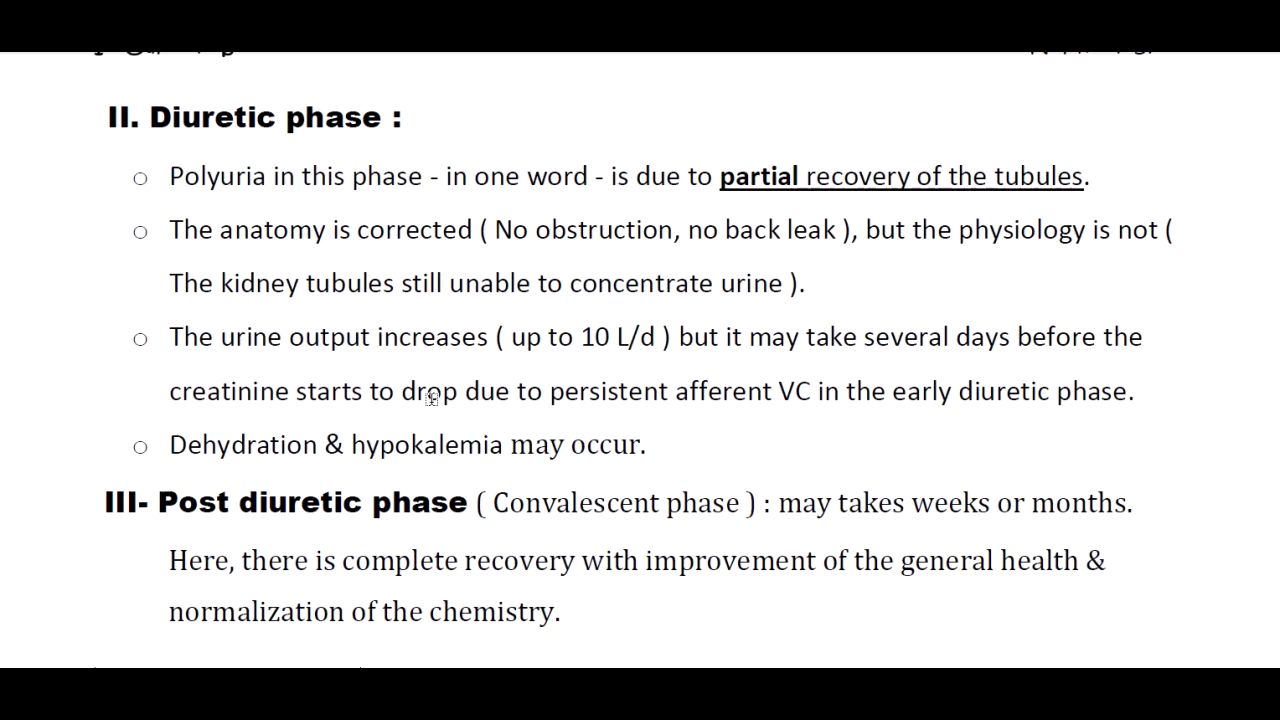 II. Diuretic phase :
○ Polyuria in this phase - in one word - is due to partial recovery of the tubules.
○ The anatomy is corrected ( No obstruction, no back leak ), but the physiology is not (
The kidney tubules still unable to concentrate urine ).
○ The urine output increases ( up to 10 L/d ) but it may take several days before the
creatinine starts to drop due to persistent afferent VC in the early diuretic phase.
○ Dehydration & hypokalemia may occur.
III- Post diuretic phase ( Convalescent phase ) : may takes weeks or months.
Here, there is complete recovery with improvement of the general health &
normalization of the chemistry.